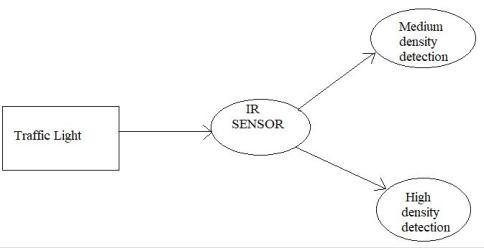 Traffic Light
IR
SENSOR
Medium
density
detection
High
density
detection